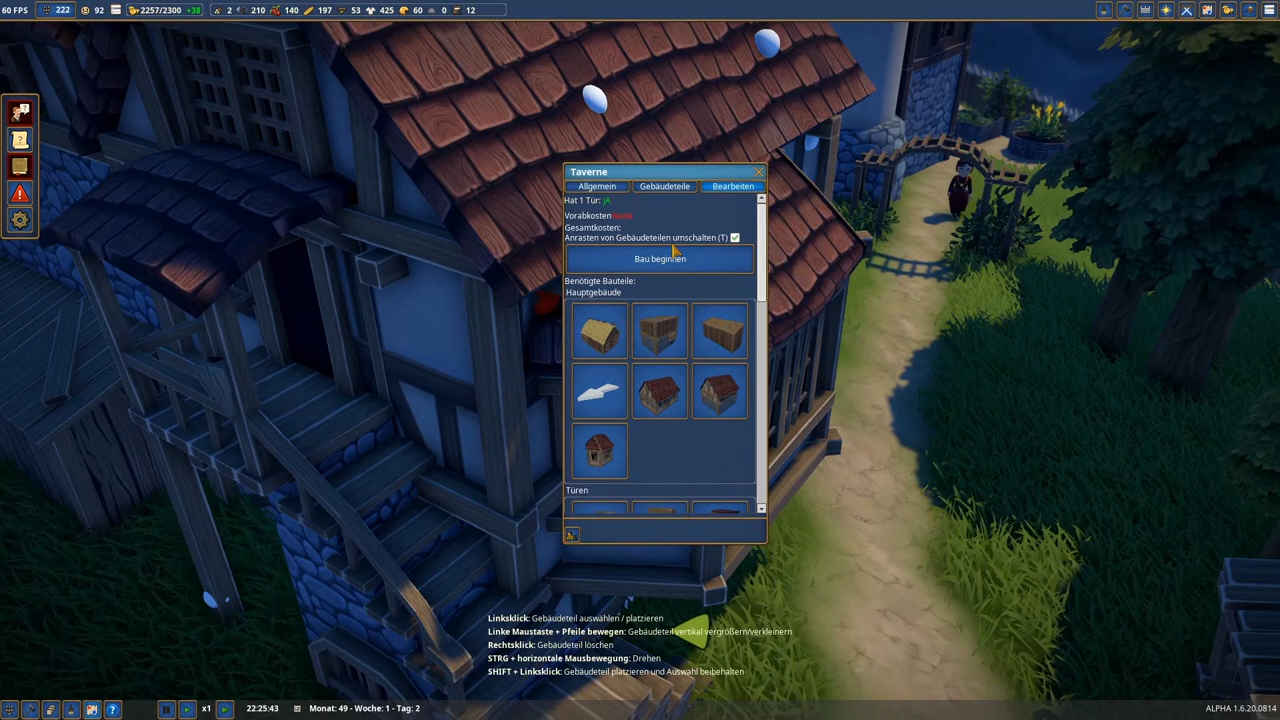 60 FPS 222 92 2257/2300 +38 2 210 140 197 53 425 60 0 12
Taverne
Allgemein Gebäudeteile Bearbeiten
Hat 1 Tür: JA
Vorabkosten
Gesamtkosten:
Anrasten von Gebäudeteilen umschalten (T)
Bau beginnen
Benötigte Bauteile:
Hauptgebäude
Türen
Linksklick: Gebäudeteil auswählen / platzieren
Linke Maustaste + Pfeile bewegen: Gebäudeteil vertikal vergrößern/verkleinern
Rechtsklick: Gebäudeteil löschen
STRG + horizontale Mausbewegung: Drehen
SHIFT + Linksklick: Gebäudeteil platzieren und Auswahl beibehalten
x1 22:25:43 Monat: 49 - Woche: 1 - Tag: 2 ALPHA 1.6.20.0814